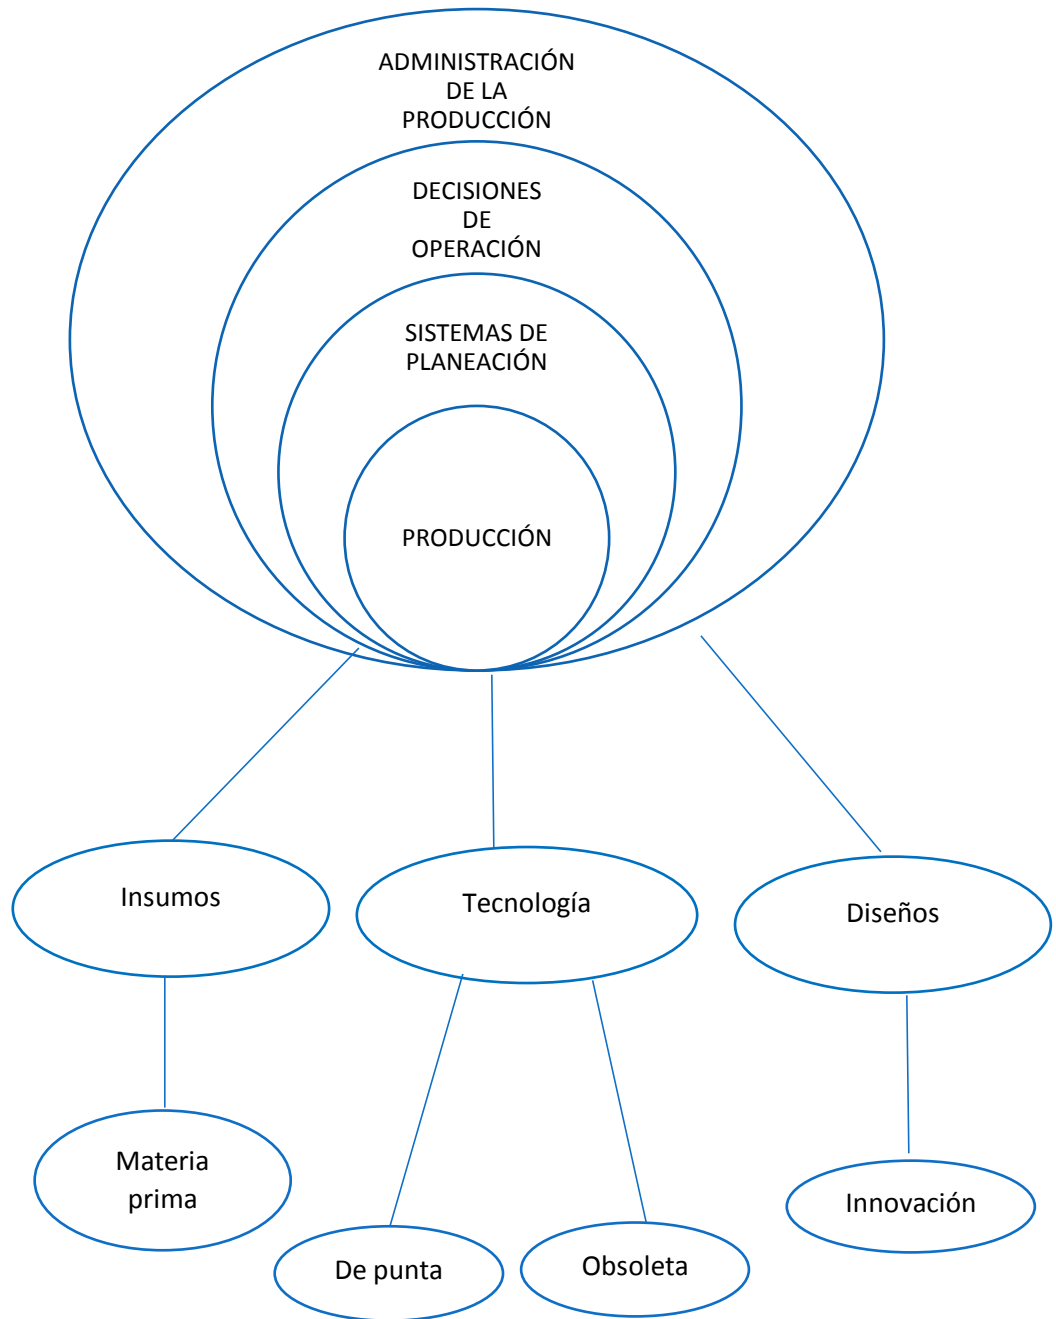 ADMINISTRACIÓN
DE LA
PRODUCCIÓN
DECISIONES
DE
OPERACIÓN
SISTEMAS DE
PLANEACIÓN
PRODUCCIÓN
Insumos
Tecnología
Diseños
Materia
prima
De punta
Obsoleta
Innovación